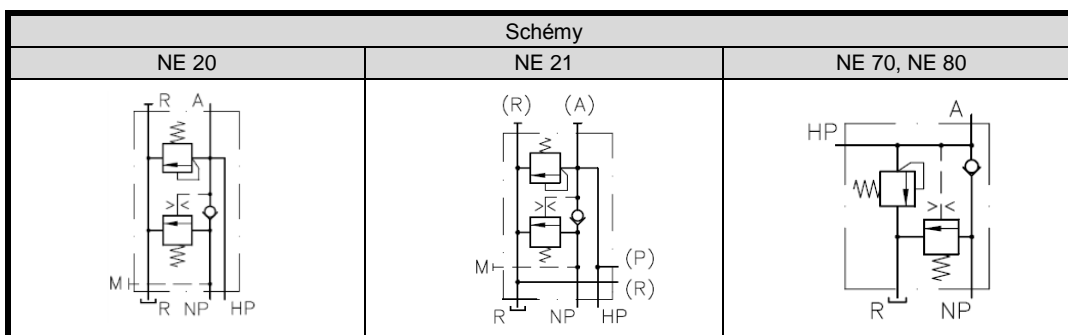 Schémy
NE 20 NE 21 NE 70, NE 80
R A
M
R NP HP
(R) (A)
M
(P)
(R)
R NP HP
A
HP
R NP